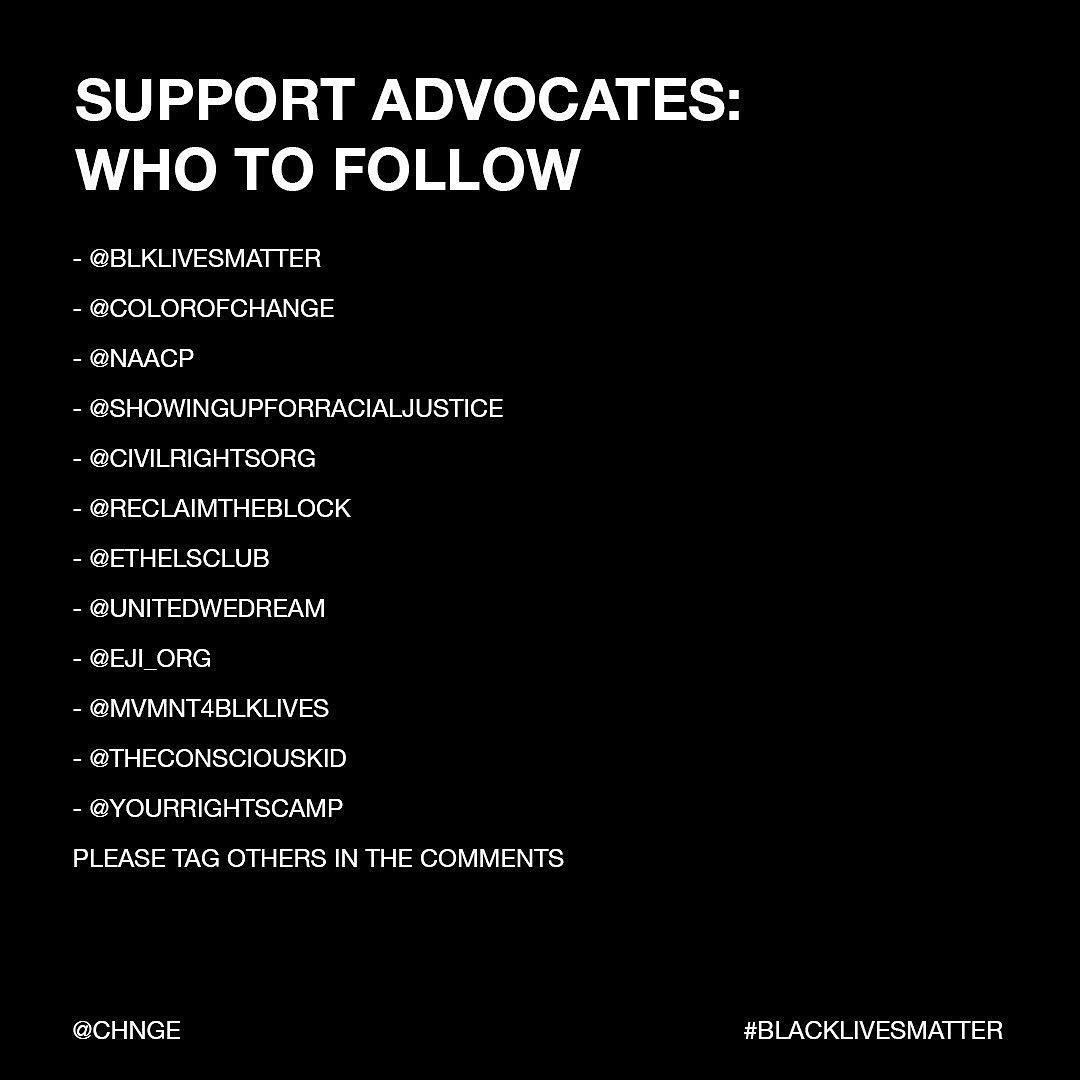 SUPPORT ADVOCATES:
WHO TO FOLLOW
- @BLKLIVESMATTER
- @COLOROFCHANGE
- @NAACP
- @SHOWINGUPFORRACIALJUSTICE
- @CIVILRIGHTSORG
- @RECLAIMTHEBLOCK
- @ETHELSCLUB
- @UNITEDWEDREAM
- @EJI_ORG
- @MVMNT4BLKLIVES
- @THECONSCIOUSKID
- @YOURRIGHTSCAMP
PLEASE TAG OTHERS IN THE COMMENTS
@CHNGE
#BLACKLIVESMATTER